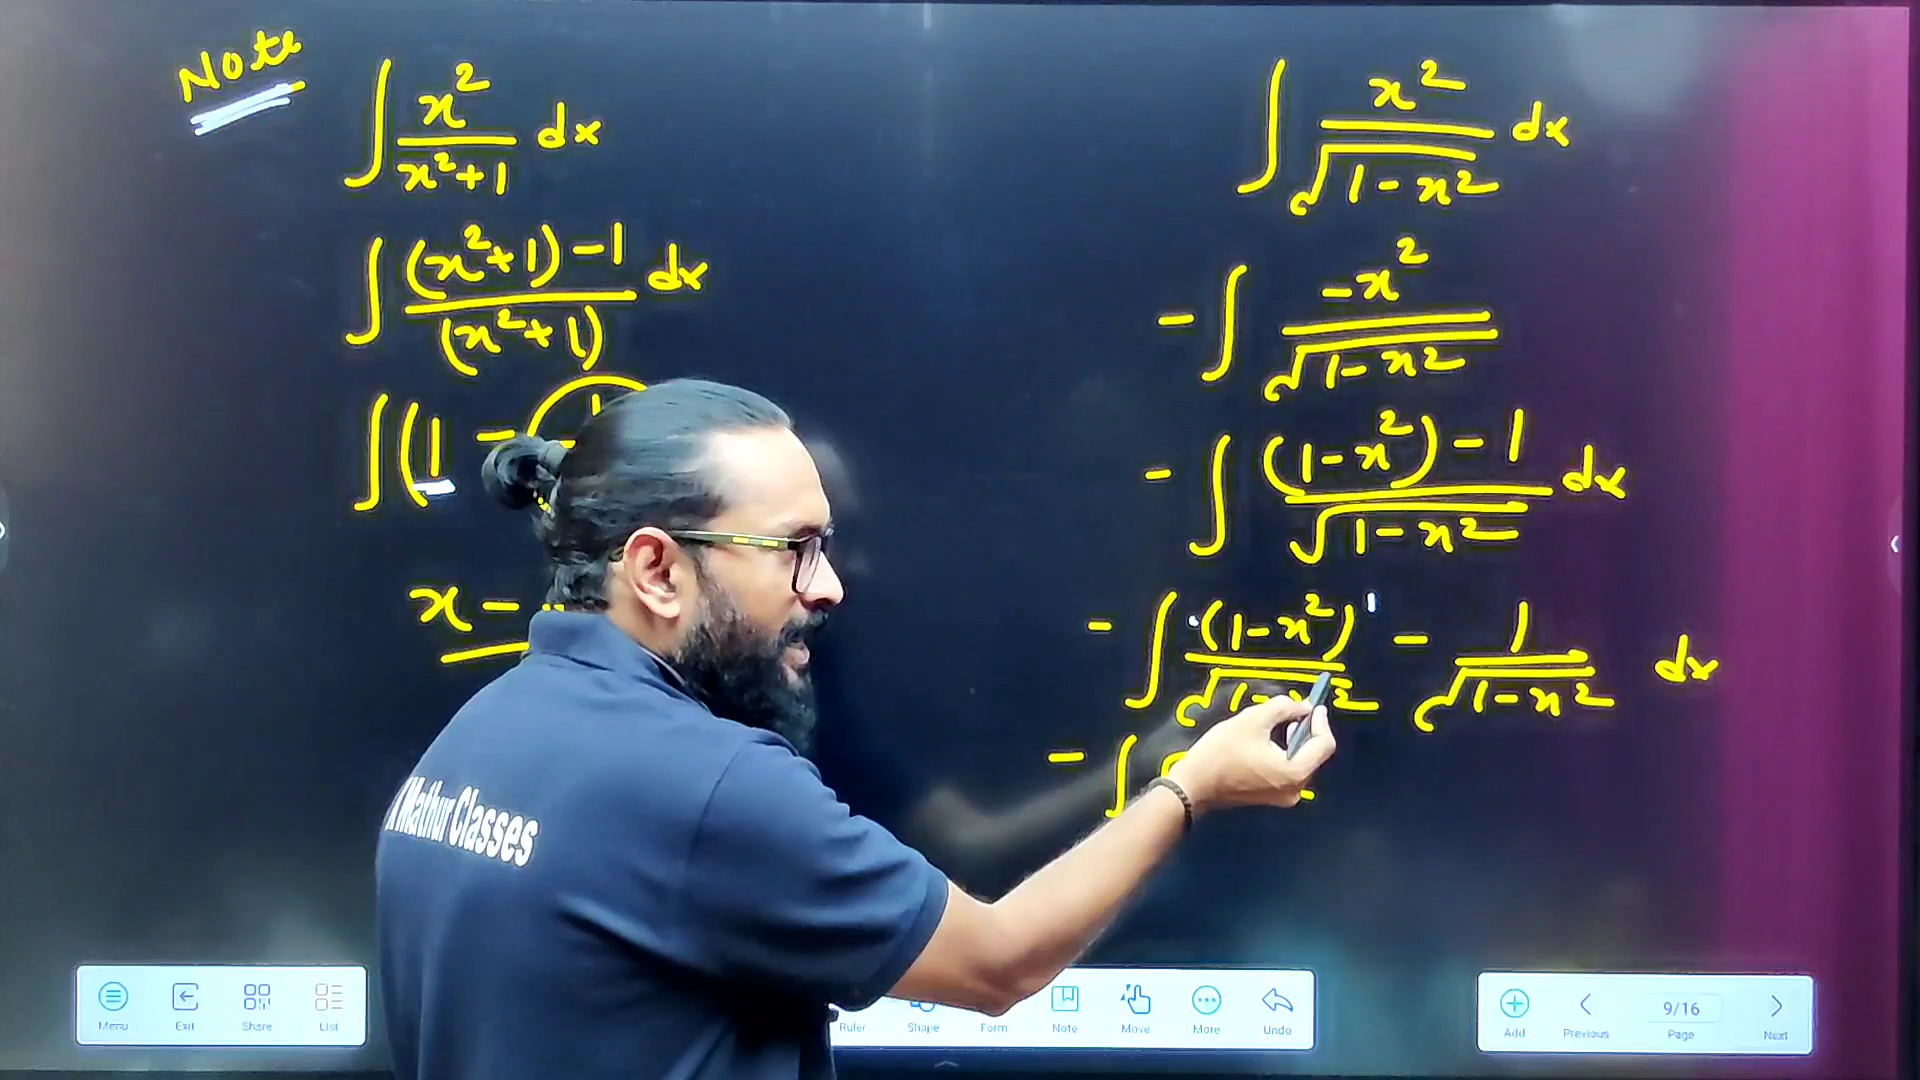 Note
∫ x²/(x²+1) dx
∫ ((x²+1)-1)/(x²+1) dx
∫(1 -
x -
∫ x²/√(1-x²) dx
-∫ -x²/√(1-x²)
-∫ ((1-x²)-1)/√(1-x²) dx
-∫ (1-x²)¹/√(1-x²) - 1/√(1-x²) dx
-∫
Mathur Classes
Menu
Exit
Share
List
Ruler
Shape
Form
Note
Move
More
Undo
Add
Previous
9/16
Page
Next